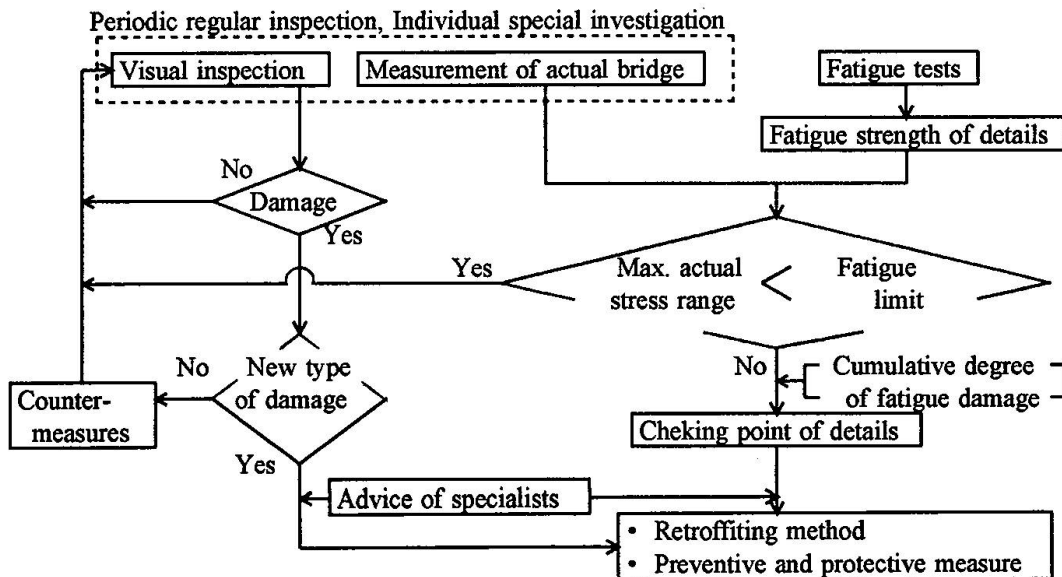 Periodic regular inspection, Individual special investigation
Visual inspection
Measurement of actual bridge
Fatigue tests
Fatigue strength of details
No
Damage
Yes
Yes
Max. actual
stress range
<
Fatigue
limit
No
New type
of damage
No
Cumulative degree
of fatigue damage
Counter-
measures
Cheking point of details
Yes
Advice of specialists
• Retroffiting method
• Preventive and protective measure